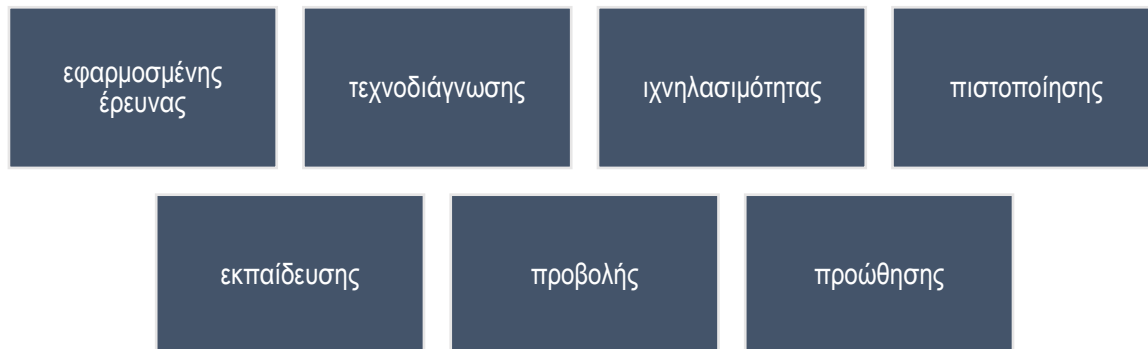 εφαρμοσμένης
έρευνας
τεχνοδιάγνωσης
ιχνηλασιμότητας
πιστοποίησης
εκπαίδευσης
προβολής
προώθησης